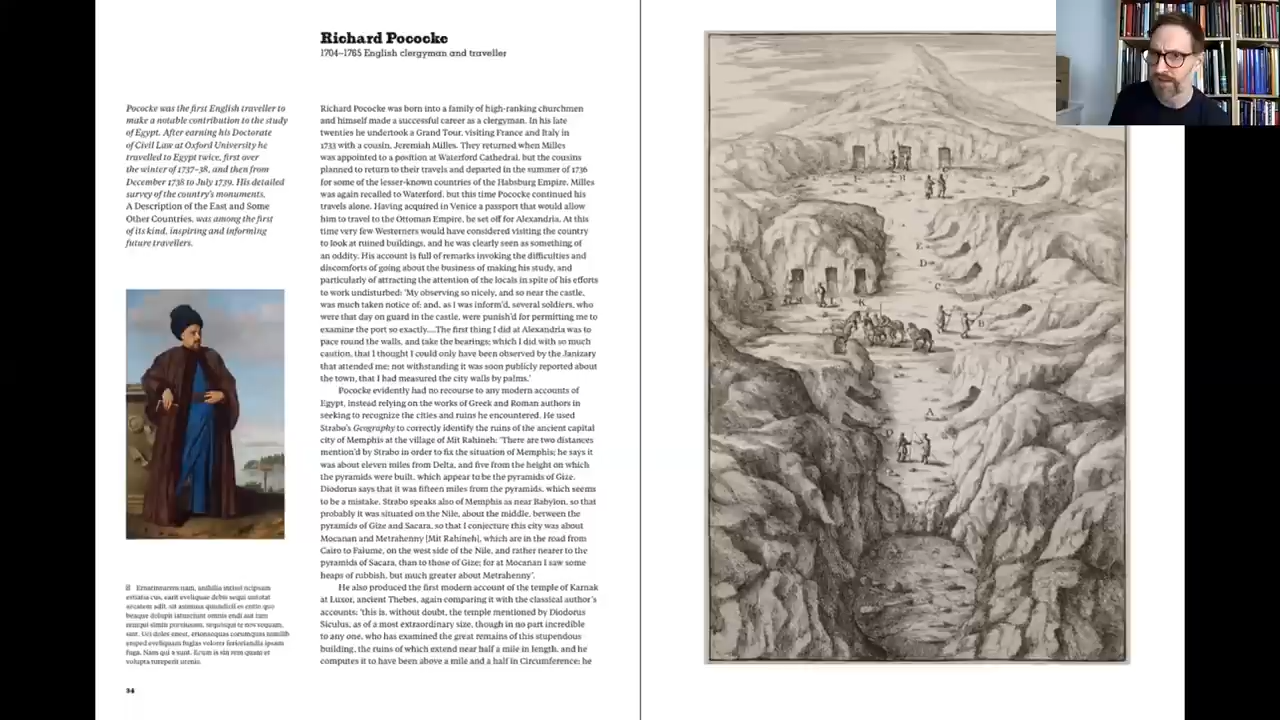 Richard Pococke
1704–1765 English clergyman and traveller
Pococke was the first English traveller to
make a notable contribution to the study
of Egypt. After earning his Doctorate
of Civil Law at Oxford University he
travelled to Egypt twice, first over
the winter of 1737–38, and then from
December 1738 to July 1739. His detailed
survey of the country's monuments,
A Description of the East and Some
Other Countries, was among the first
of its kind, inspiring and informing
future travellers.
Richard Pococke was born into a family of high-ranking churchmen
and himself made a successful career as a clergyman. In his late
twenties he undertook a Grand Tour, visiting France and Italy in
1733 with a cousin, Jeremiah Milles. They returned when Milles
was appointed to a position at Waterford Cathedral, but the cousins
planned to return to their travels and departed in the summer of 1736
for some of the lesser-known countries of the Habsburg Empire. Milles
was again recalled to Waterford, but this time Pococke continued his
travels alone. Having acquired in Venice a passport that would allow
him to travel to the Ottoman Empire, he set off for Alexandria. At this
time very few Westerners would have considered visiting the country
to look at ruined buildings, and he was clearly seen as something of
an oddity. His account is full of remarks invoking the difficulties and
discomforts of going about the business of making his study, and
particularly of attracting the attention of the locals in spite of his efforts
to work undisturbed: 'My observing so nicely, and so near the castle,
was much taken notice of; and, as I was inform'd, several soldiers, who
were that day on guard in the castle, were punish'd for permitting me to
examine the port so exactly....The first thing I did at Alexandria was to
pace round the walls, and take the bearings; which I did with so much
caution, that I thought I could only have been observed by the Janizary
that attended me; not withstanding it was soon publicly reported about
the town, that I had measured the city walls by palms.'
Pococke evidently had no recourse to any modern accounts of
Egypt, instead relying on the works of Greek and Roman authors in
seeking to recognize the cities and ruins he encountered. He used
Strabo's Geography to correctly identify the ruins of the ancient capital
city of Memphis at the village of Mit Rahineh: 'There are two distances
mention'd by Strabo in order to fix the situation of Memphis; he says it
was about eleven miles from Delta, and five from the height on which
the pyramids were built, which appear to be the pyramids of Gize.
Diodorus says that it was fifteen miles from the pyramids, which seems
to be a mistake. Strabo speaks also of Memphis as near Babylon, so that
probably it was situated on the Nile, about the middle, between the
pyramids of Gize and Sacara, so that I conjecture this city was about
Mocanan and Metrahenny [Mit Rahineh], which are in the road from
Cairo to Faiume, on the west side of the Nile, and rather nearer to the
pyramids of Sacara, than to those of Gize; for at Mocanan I saw some
heaps of rubbish, but much greater about Metrahenny'.
He also produced the first modern account of the temple of Karnak
at Luxor, ancient Thebes, again comparing it with the classical author's
accounts: 'this is, without doubt, the temple mentioned by Diodorus
Siculus, as of a most extraordinary size, though in no part incredible
to any one, who has examined the great remains of this stupendous
building, the ruins of which extend near half a mile in length, and he
computes it to have been above a mile and a half in Circumference; he
34
E
D
C
K
B
A